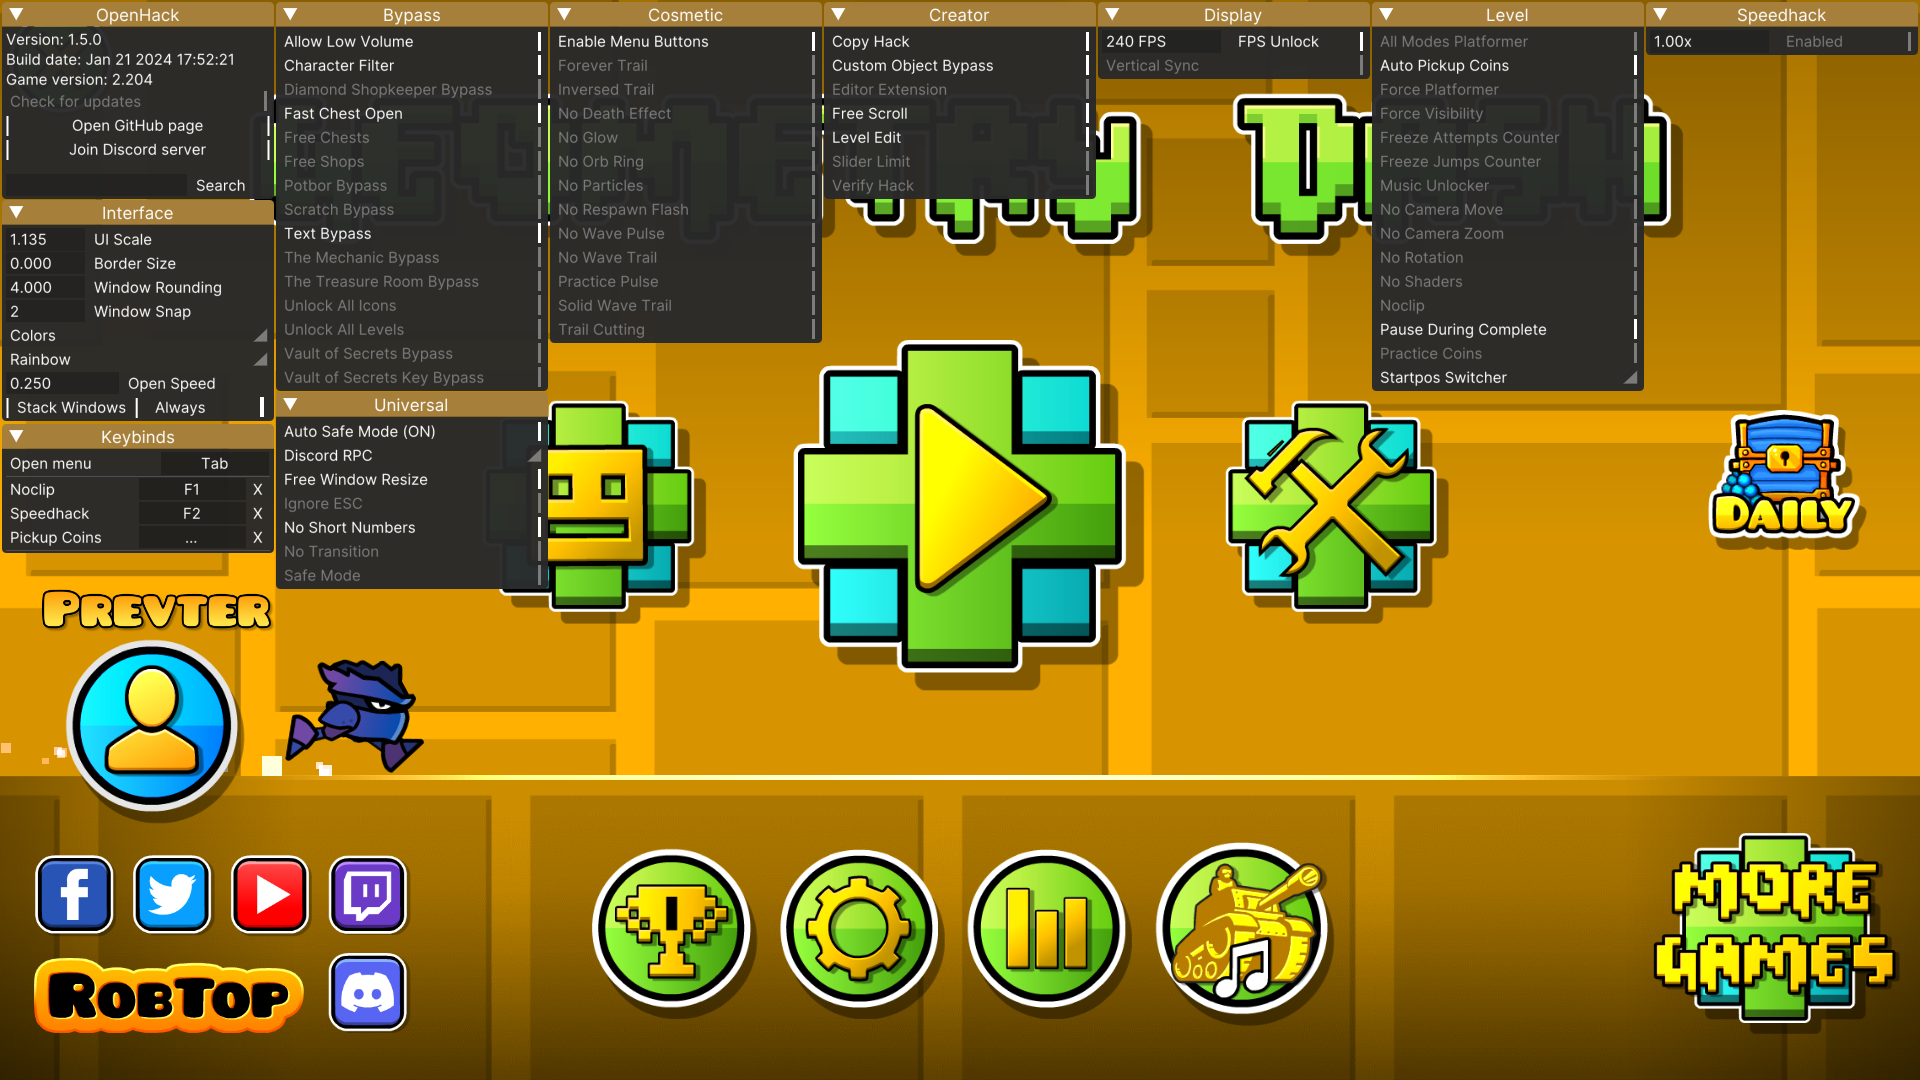 OpenHack
Version: 1.5.0
Build date: Jan 21 2024 17:52:21
Game version: 2.204
Check for updates
Open GitHub page
Join Discord server
Search
Interface
1.135 UI Scale
0.000 Border Size
4.000 Window Rounding
2 Window Snap
Colors
Rainbow
0.250 Open Speed
Stack Windows Always
Keybinds
Open menu Tab
Noclip F1 X
Speedhack F2 X
Pickup Coins ... X
Bypass
Allow Low Volume
Character Filter
Diamond Shopkeeper Bypass
Fast Chest Open
Free Chests
Free Shops
Potbor Bypass
Scratch Bypass
Text Bypass
The Mechanic Bypass
The Treasure Room Bypass
Unlock All Icons
Unlock All Levels
Vault of Secrets Bypass
Vault of Secrets Key Bypass
Universal
Auto Safe Mode (ON)
Discord RPC
Free Window Resize
Ignore ESC
No Short Numbers
No Transition
Safe Mode
Cosmetic
Enable Menu Buttons
Forever Trail
Inversed Trail
No Death Effect
No Glow
No Orb Ring
No Particles
No Respawn Flash
No Wave Pulse
No Wave Trail
Practice Pulse
Solid Wave Trail
Trail Cutting
Creator
Copy Hack
Custom Object Bypass
Editor Extension
Free Scroll
Level Edit
Slider Limit
Verify Hack
Display
240 FPS FPS Unlock
Vertical Sync
Level
All Modes Platformer
Auto Pickup Coins
Force Platformer
Force Visibility
Freeze Attempts Counter
Freeze Jumps Counter
Music Unlocker
No Camera Move
No Camera Zoom
No Rotation
No Shaders
Noclip
Pause During Complete
Practice Coins
Startpos Switcher
Speedhack
1.00x Enabled
GEOMETRY DASH
DAILY
PREVTER
ROBTOP
MORE
GAMES